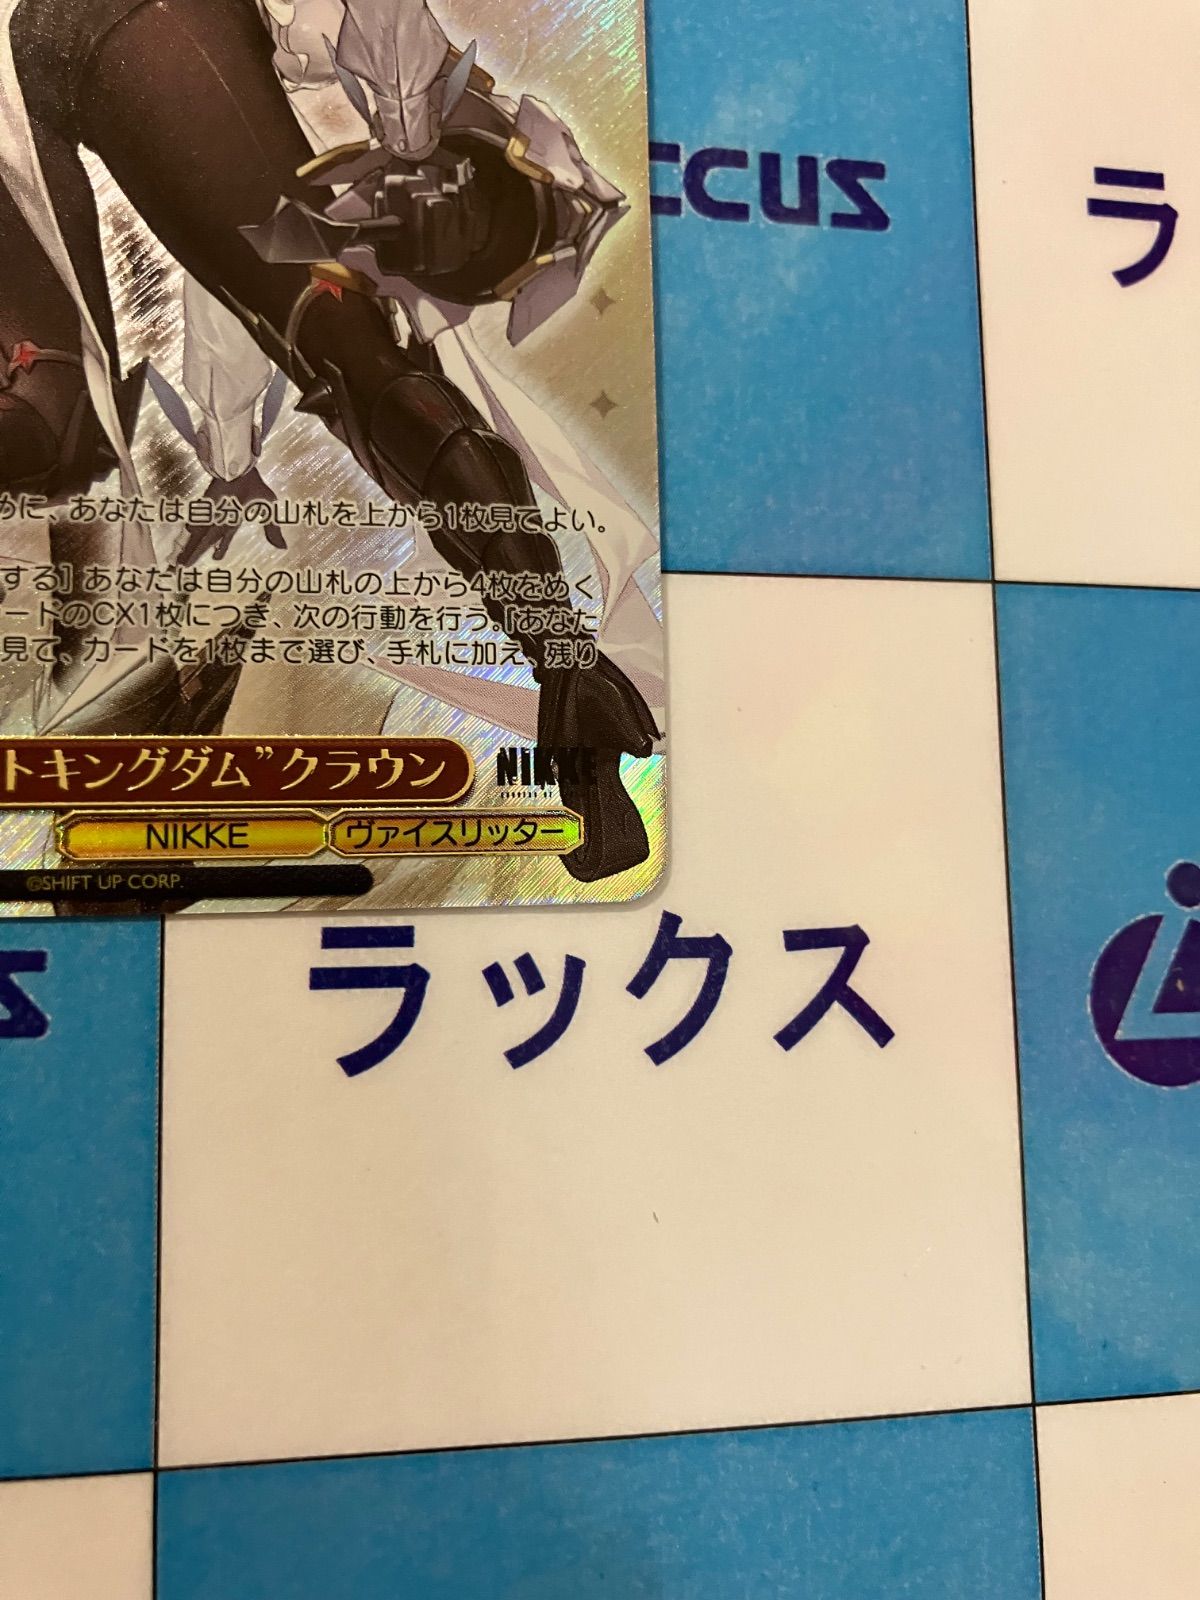 CCUS
ラ
めに、あなたは自分の山札を上から1枚見てよい。
する］あなたは自分の山札の上から4枚をめく
ードのCX1枚につき、次の行動を行う。『あなた
見て、カードを1枚まで選び、手札に加え、残り
トキングダム”クラウン
NIKKE
NIKKE
ヴァイスリッター
©SHIFT UP CORP.
ラックス